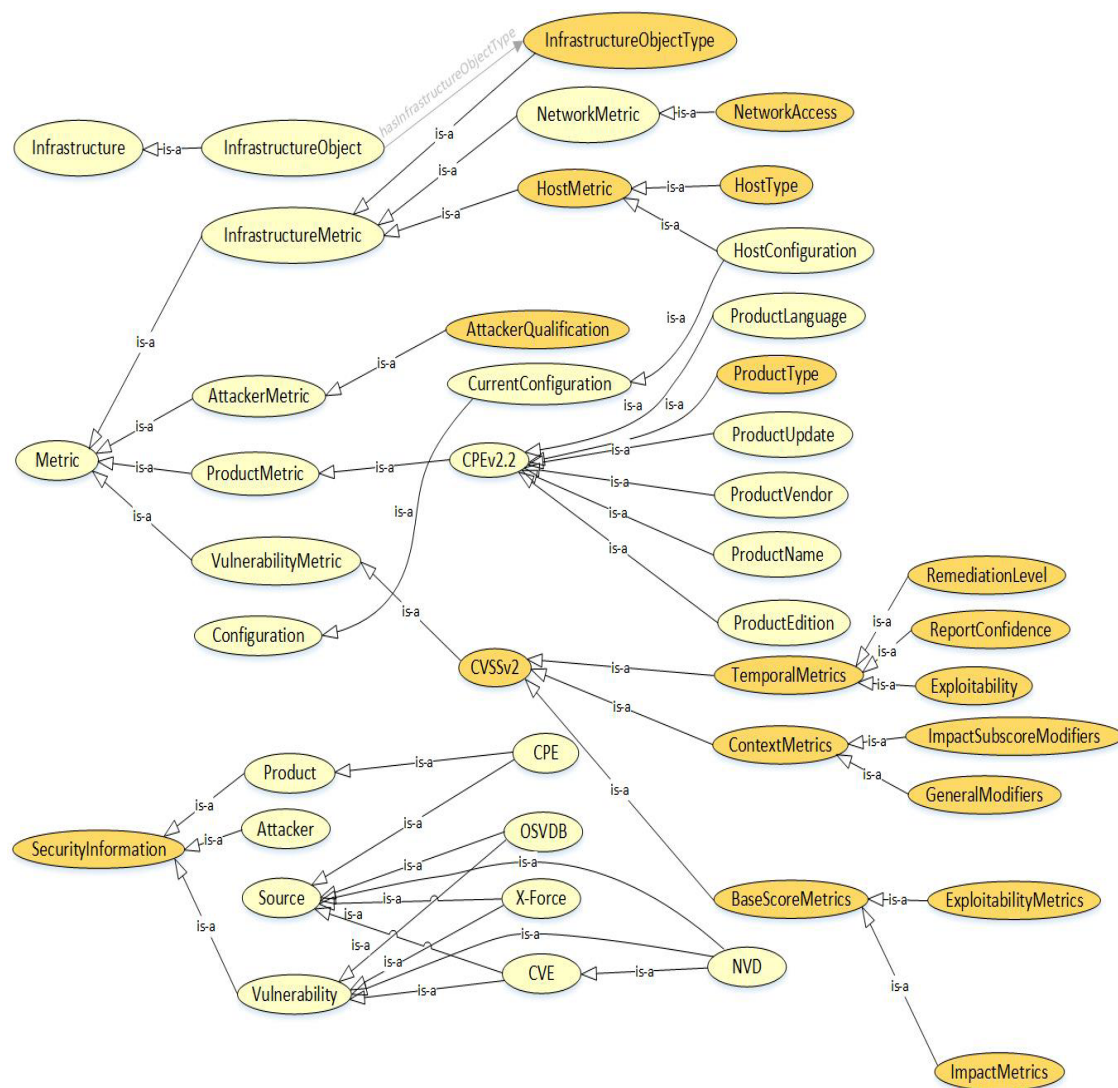 InfrastructureObjectType
hasInfrastructureObjectType
NetworkMetric
is-a
NetworkAccess
Infrastructure
is-a
InfrastructureObject
is-a
is-a
HostMetric
is-a
HostType
InfrastructureMetric
is-a
is-a
HostConfiguration
is-a
ProductLanguage
AttackerQualification
is-a
is-a
CurrentConfiguration
ProductType
is-a
is-a
AttackerMetric
is-a
is-a
ProductUpdate
Metric
is-a
ProductMetric
is-a
CPEv2.2
is-a
is-a
ProductVendor
is-a
is-a
is-a
ProductName
VulnerabilityMetric
RemediationLevel
is-a
is-a
Configuration
ProductEdition
is-a
ReportConfidence
is-a
CVSSv2
is-a
TemporalMetrics
is-a
Exploitability
is-a
ContextMetrics
is-a
ImpactSubscoreModifiers
CPE
is-a
Product
is-a
is-a
GeneralModifiers
is-a
is-a
Attacker
is-a
OSVDB
SecurityInformation
is-a
is-a
is-a
Source
is-a
X-Force
BaseScoreMetrics
is-a
ExploitabilityMetrics
is-a
is-a
is-a
is-a
is-a
CVE
is-a
NVD
Vulnerability
is-a
is-a
is-a
ImpactMetrics